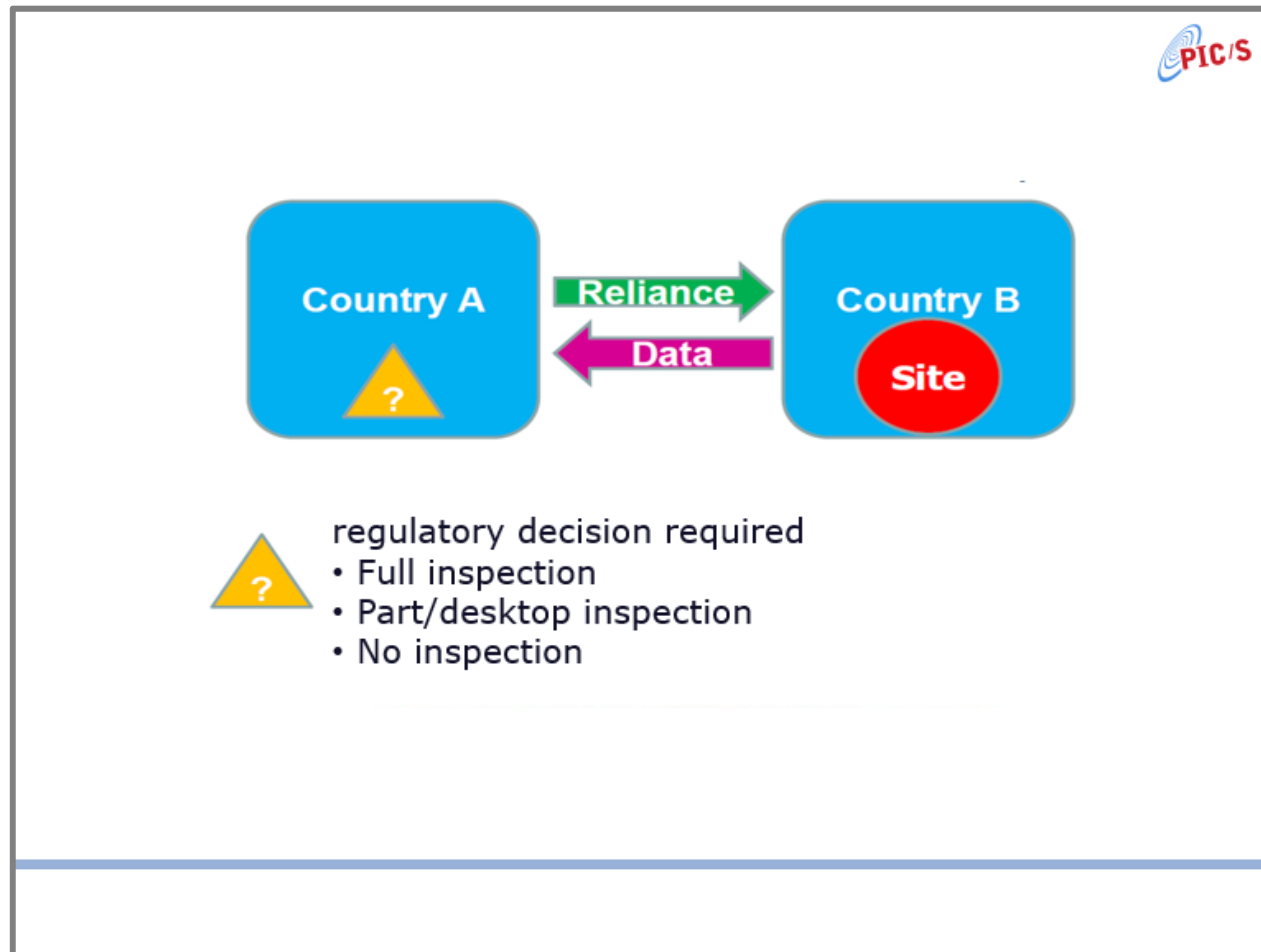 PIC/S
Country A
Reliance
Country B
Data
Site
?
? regulatory decision required
• Full inspection
• Part/desktop inspection
• No inspection